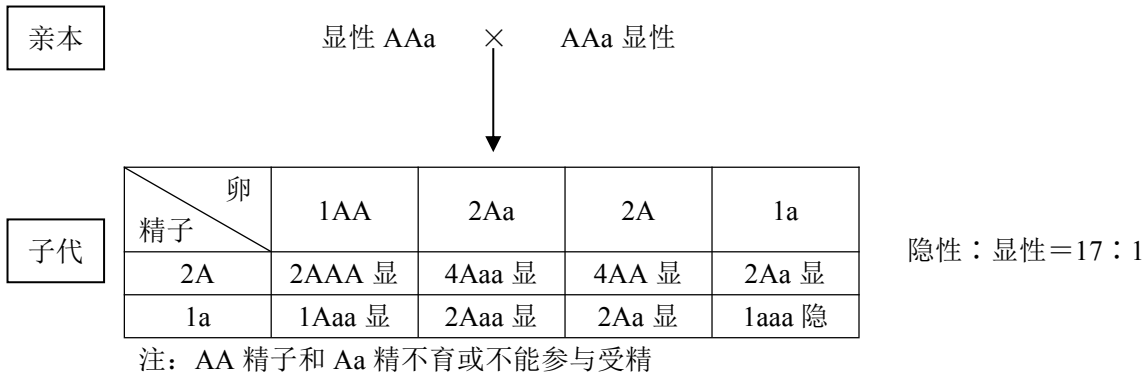 亲本 显性 AAa × AAa 显性
卵
精子 1AA 2Aa 2A 1a
子代 隐性：显性＝17：1
2A 2AAA 显 4Aaa 显 4AA 显 2Aa 显
1a 1Aaa 显 2Aaa 显 2Aa 显 1aaa 隐
注：AA 精子和 Aa 精不育或不能参与受精